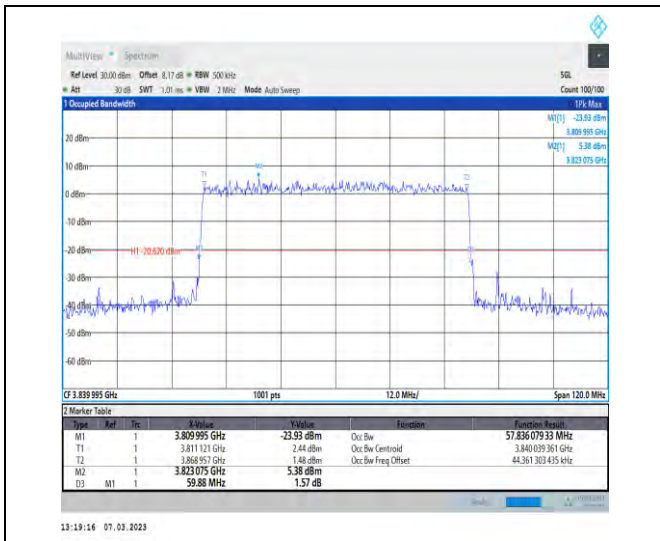 MultiView Spectrum
Ref Level 30.00 dBm Offset 8.17 dB RBW 500 kHz SGL
Att 30 dB SWT 1.01 ms VBW 2 MHz Mode Auto Sweep Count 100/100
1 Occupied Bandwidth 1Pk Max
M1[1] -23.93 dBm
3.809 995 GHz
M2[1] 5.38 dBm
3.823 075 GHz
20 dBm
10 dBm
0 dBm
-10 dBm
-20 dBm
H1 -20.620 dBm
-30 dBm
-40 dBm
-50 dBm
-60 dBm
CF 3.839 995 GHz 1001 pts 12.0 MHz/ Span 120.0 MHz
2 Marker Table
Type Ref Trc X-Value Y-Value Function Function Result
M1 1 3.809 995 GHz -23.93 dBm Occ Bw 57.836 079 33 MHz
T1 1 3.811 121 GHz 2.44 dBm Occ Bw Centroid 3.840 039 361 GHz
T2 1 3.868 957 GHz 1.48 dBm Occ Bw Freq Offset 44.361 303 435 kHz
M2 1 3.823 075 GHz 5.38 dBm
D3 M1 1 59.88 MHz 1.57 dB
13:19:16 07.03.2023